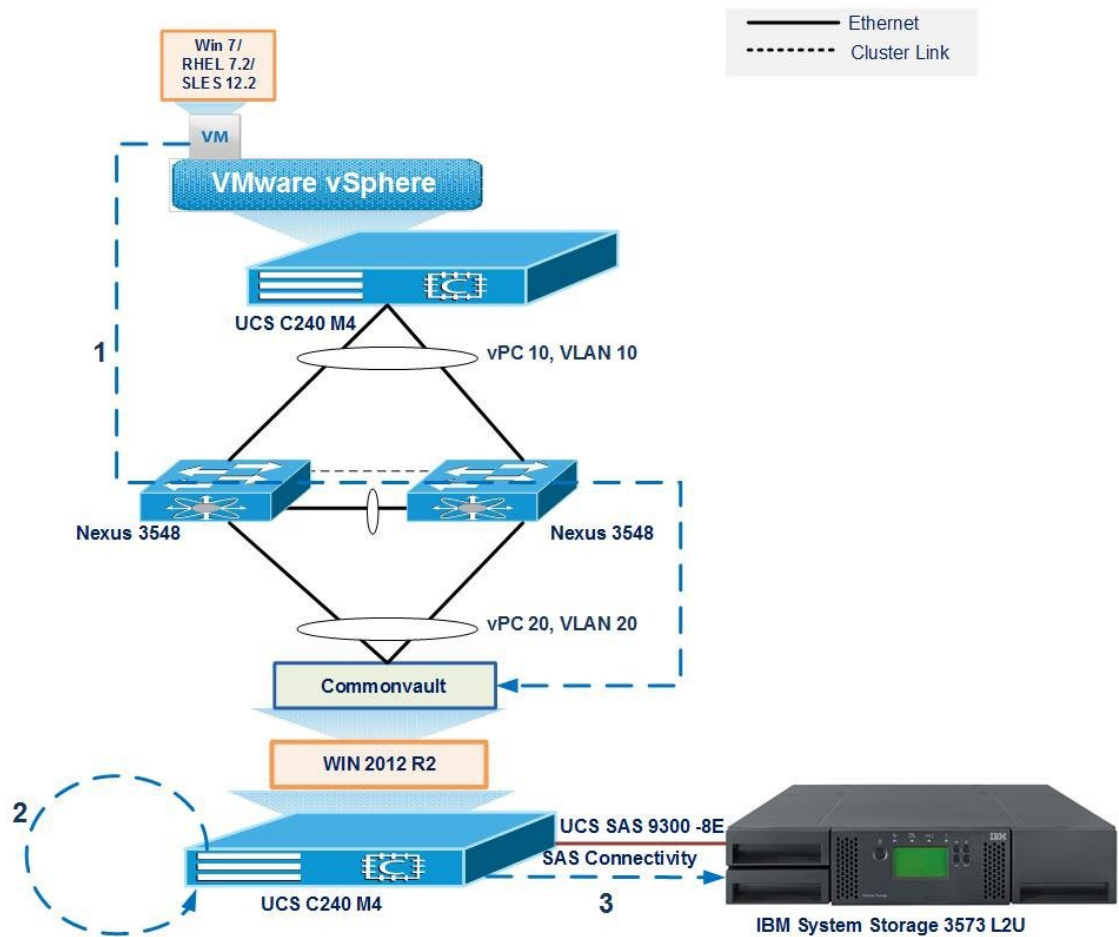 Ethernet
Cluster Link
Win 7/
RHEL 7.2/
SLES 12.2
VM
VMware vSphere
C
UCS C240 M4
1
vPC 10, VLAN 10
Nexus 3548
Nexus 3548
vPC 20, VLAN 20
Commonvault
WIN 2012 R2
2
UCS SAS 9300 -8E
SAS Connectivity
IBM
C
3
UCS C240 M4
IBM System Storage 3573 L2U